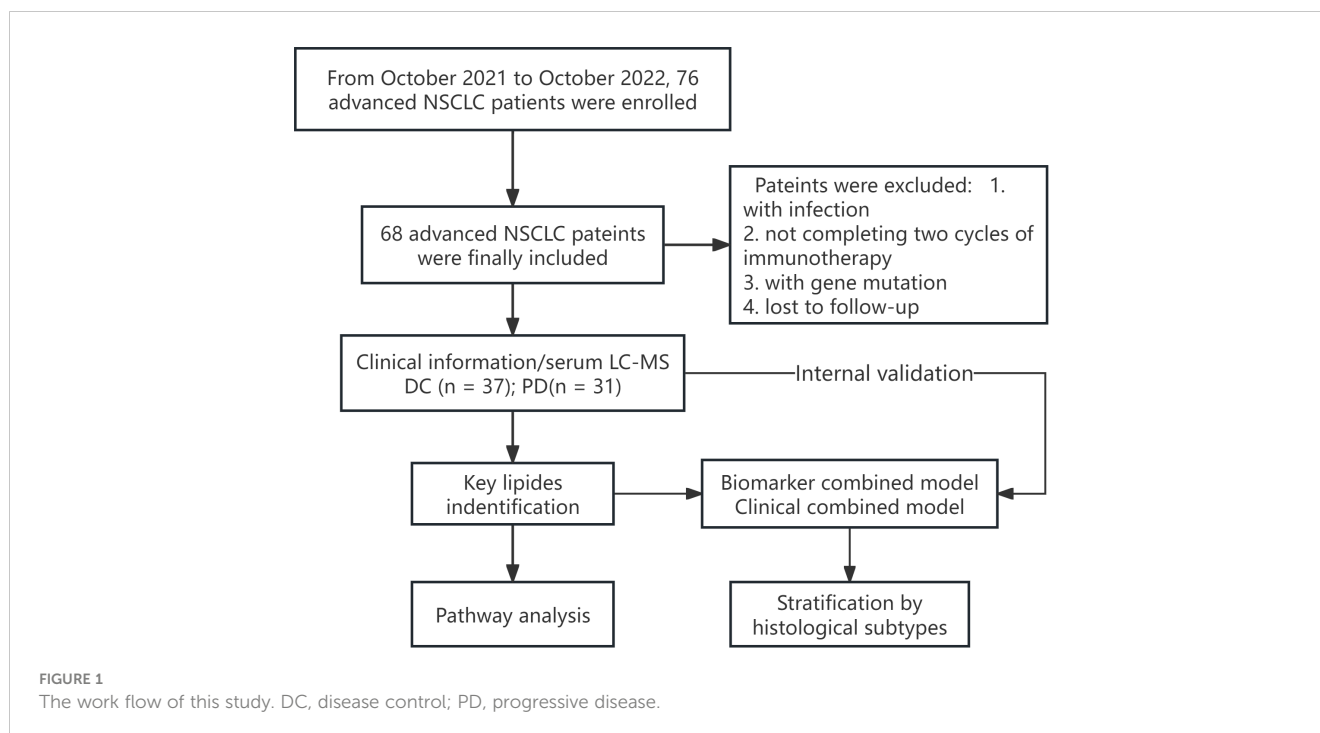 From October 2021 to October 2022, 76
advanced NSCLC patients were enrolled
68 advanced NSCLC pateints
were finally included
Pateints were excluded: 1.
with infection
2. not completing two cycles of
immunotherapy
3. with gene mutation
4. lost to follow-up
Clinical information/serum LC-MS
DC (n = 37); PD(n = 31)
Internal validation
Key lipides
indentification
Biomarker combined model
Clinical combined model
Pathway analysis
Stratification by
histological subtypes
FIGURE 1
The work flow of this study. DC, disease control; PD, progressive disease.